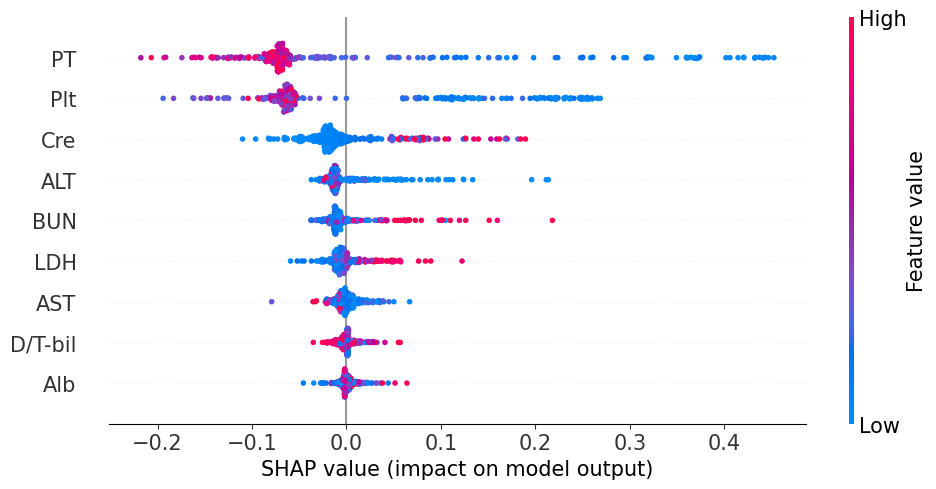 High
PT
Plt
Cre
ALT
BUN
LDH
AST
D/T-bil
Alb
Feature value
Low
−0.2 −0.1 0.0 0.1 0.2 0.3 0.4
SHAP value (impact on model output)